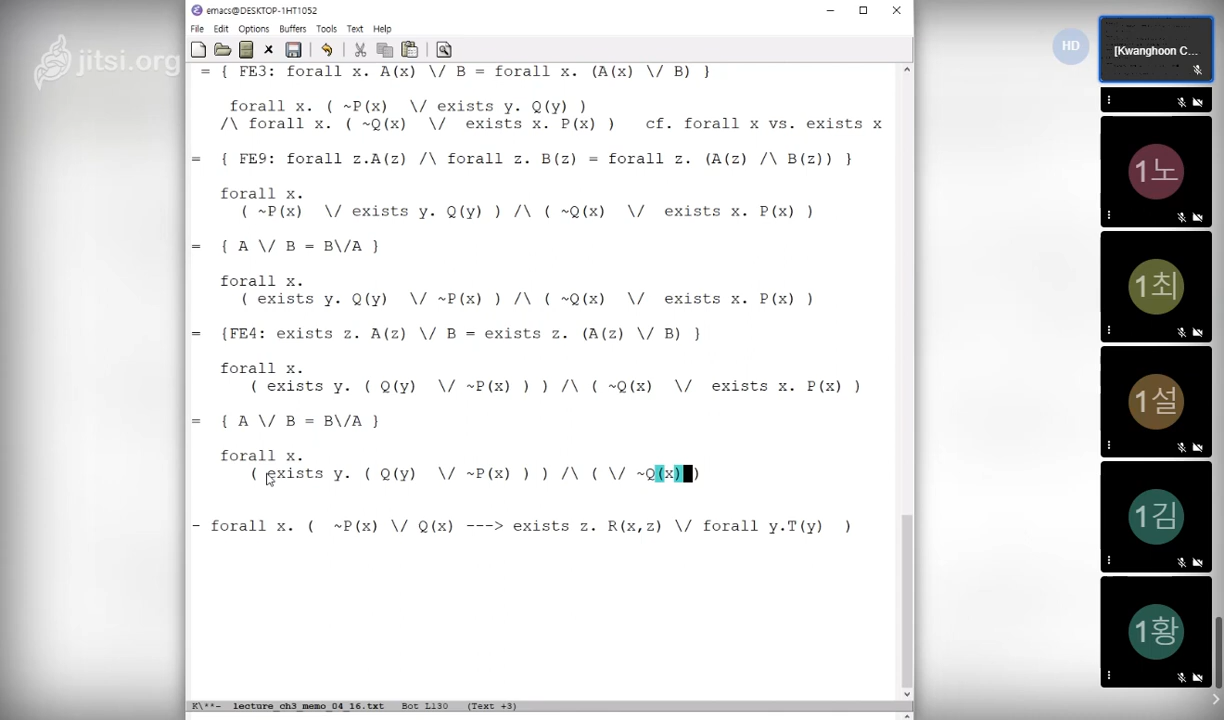 emacs@DESKTOP-1HT1052
File Edit Options Buffers Tools Text Help
jitsi.org
= { FE3: forall x. A(x) \/ B = forall x. (A(x) \/ B) }
forall x. ( ~P(x) \/ exists y. Q(y) )
/\ forall x. ( ~Q(x) \/ exists x. P(x) ) cf. forall x vs. exists x
= { FE9: forall z.A(z) /\ forall z. B(z) = forall z. (A(z) /\ B(z)) }
forall x.
( ~P(x) \/ exists y. Q(y) ) /\ ( ~Q(x) \/ exists x. P(x) )
= { A \/ B = B\/A }
forall x.
( exists y. Q(y) \/ ~P(x) ) /\ ( ~Q(x) \/ exists x. P(x) )
= {FE4: exists z. A(z) \/ B = exists z. (A(z) \/ B) }
forall x.
( exists y. ( Q(y) \/ ~P(x) ) ) /\ ( ~Q(x) \/ exists x. P(x) )
= { A \/ B = B\/A }
forall x.
( exists y. ( Q(y) \/ ~P(x) ) ) /\ ( \/ ~Q(x) )
- forall x. ( ~P(x) \/ Q(x) ---> exists z. R(x,z) \/ forall y.T(y) )
K\**- lecture_ch3_memo_04_16.txt Bot L130 (Text +3)
HD
[Kwanghoon C...
1노
1최
1설
1김
1황